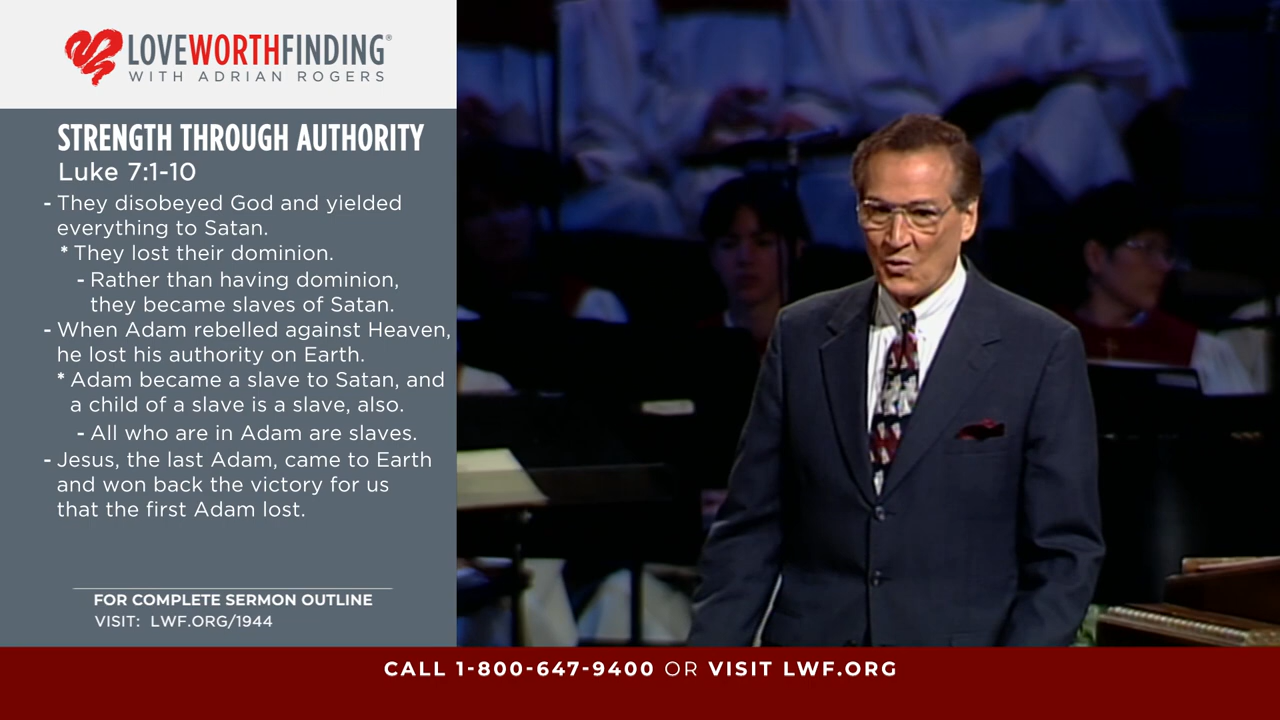 LOVEWORTHFINDING®
WITH ADRIAN ROGERS
STRENGTH THROUGH AUTHORITY
Luke 7:1-10
- They disobeyed God and yielded
everything to Satan.
* They lost their dominion.
- Rather than having dominion,
they became slaves of Satan.
- When Adam rebelled against Heaven,
he lost his authority on Earth.
* Adam became a slave to Satan, and
a child of a slave is a slave, also.
- All who are in Adam are slaves.
- Jesus, the last Adam, came to Earth
and won back the victory for us
that the first Adam lost.
FOR COMPLETE SERMON OUTLINE
VISIT: LWF.ORG/1944
CALL 1-800-647-9400 OR VISIT LWF.ORG